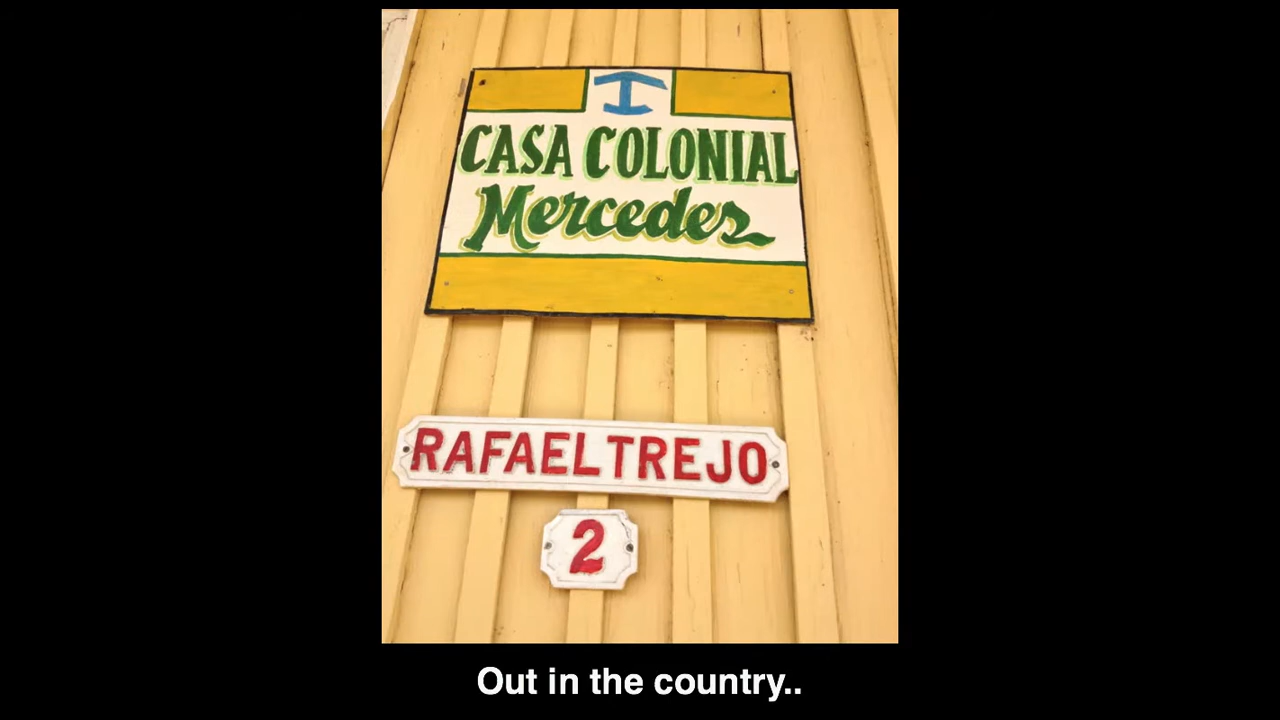 CASA COLONIAL
Mercedes
RAFAEL TREJO
2
Out in the country..